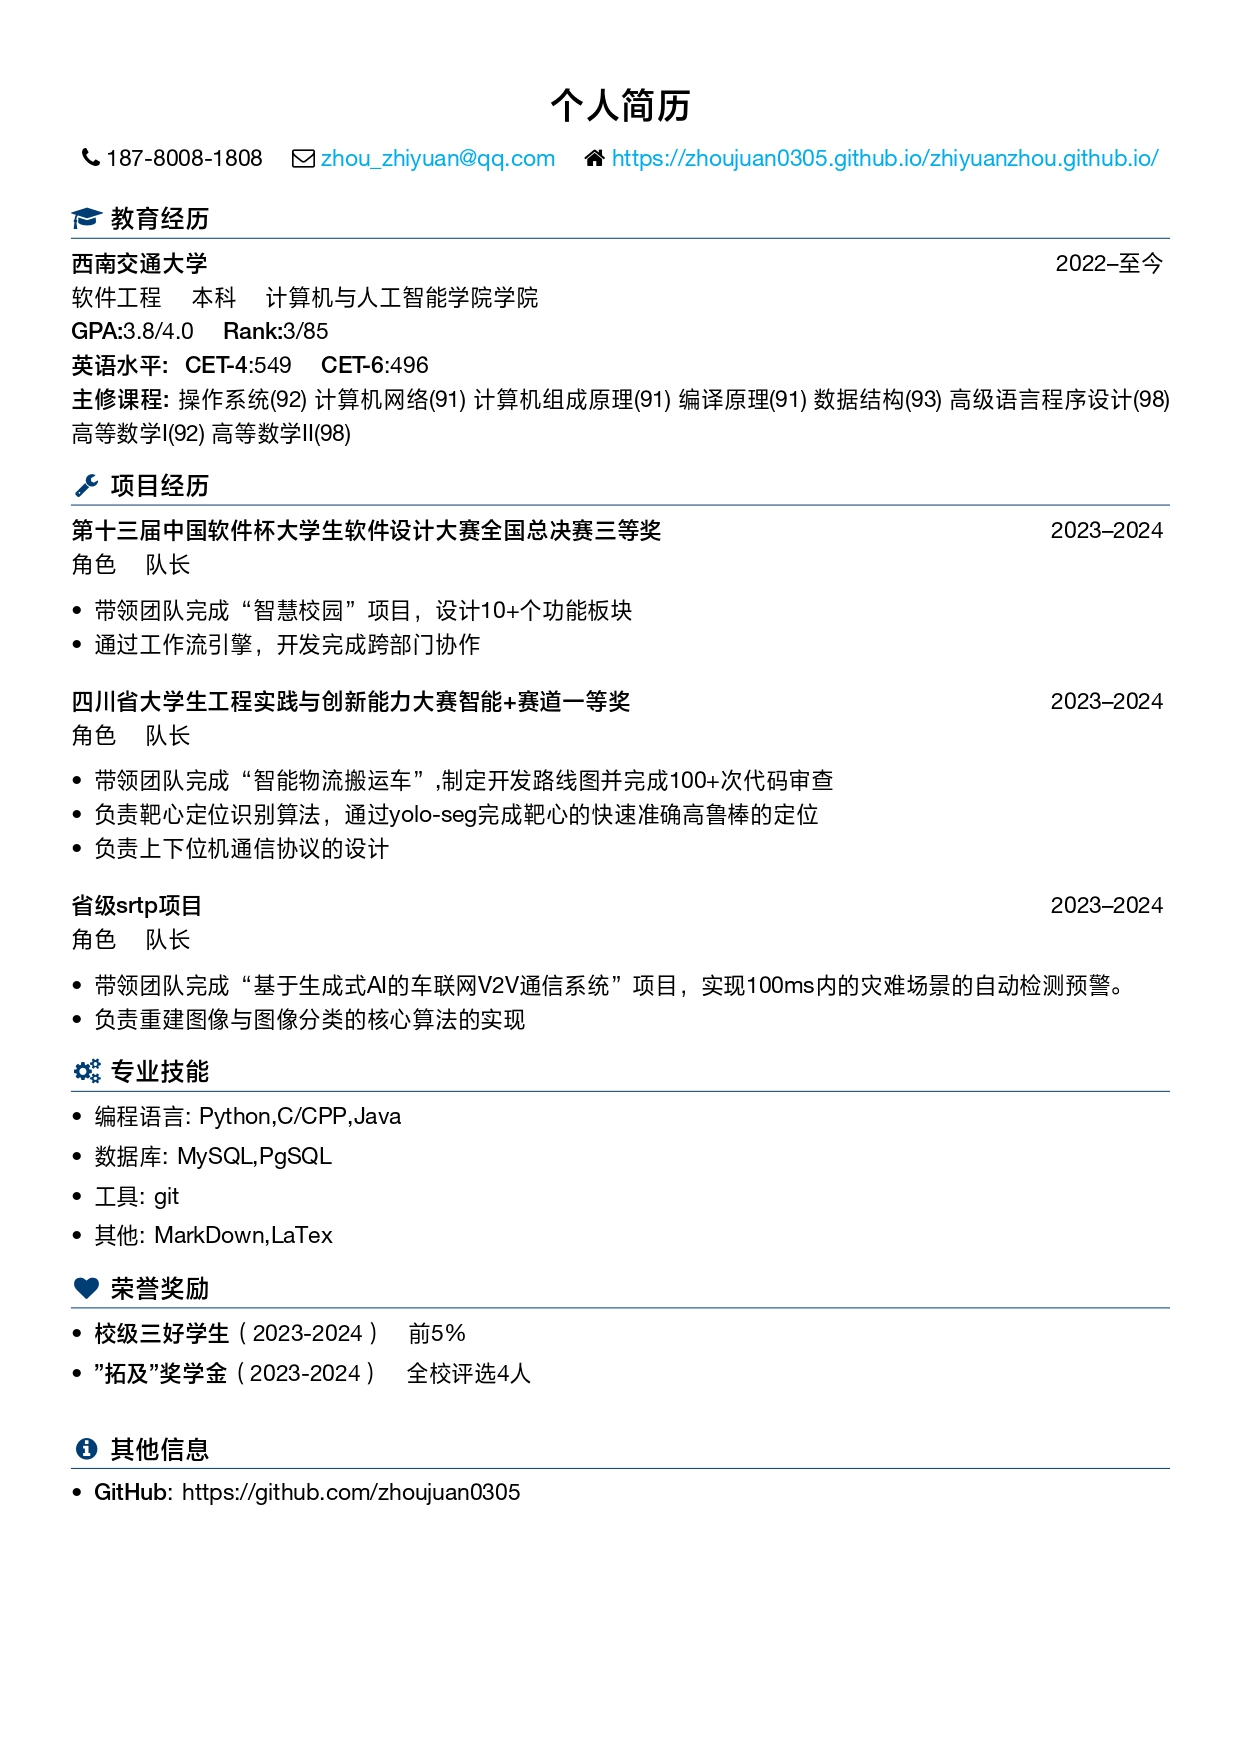 个人简历
187-8008-1808 zhou_zhiyuan@qq.com https://zhoujuan0305.github.io/zhiyuanzhou.github.io/
教育经历
西南交通大学 2022–至今
软件工程 本科 计算机与人工智能学院学院
GPA:3.8/4.0 Rank:3/85
英语水平: CET-4:549 CET-6:496
主修课程: 操作系统(92) 计算机网络(91) 计算机组成原理(91) 编译原理(91) 数据结构(93) 高级语言程序设计(98)
高等数学I(92) 高等数学II(98)
项目经历
第十三届中国软件杯大学生软件设计大赛全国总决赛三等奖 2023–2024
角色 队长
• 带领团队完成“智慧校园”项目，设计10+个功能板块
• 通过工作流引擎，开发完成跨部门协作
四川省大学生工程实践与创新能力大赛智能+赛道一等奖 2023–2024
角色 队长
• 带领团队完成“智能物流搬运车”,制定开发路线图并完成100+次代码审查
• 负责靶心定位识别算法，通过yolo-seg完成靶心的快速准确高鲁棒的定位
• 负责上下位机通信协议的设计
省级srtp项目 2023–2024
角色 队长
• 带领团队完成“基于生成式AI的车联网V2V通信系统”项目，实现100ms内的灾难场景的自动检测预警。
• 负责重建图像与图像分类的核心算法的实现
专业技能
• 编程语言: Python,C/CPP,Java
• 数据库: MySQL,PgSQL
• 工具: git
• 其他: MarkDown,LaTex
荣誉奖励
• 校级三好学生（2023-2024） 前5%
• ”拓及”奖学金（2023-2024） 全校评选4人
其他信息
• GitHub: https://github.com/zhoujuan0305